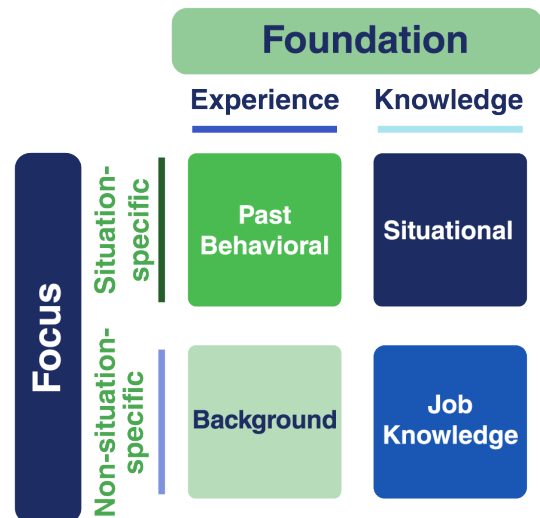 Foundation
Experience
Knowledge
Focus
Situation-
specific
Past
Behavioral
Situational
Non-situation-
specific
Background
Job
Knowledge